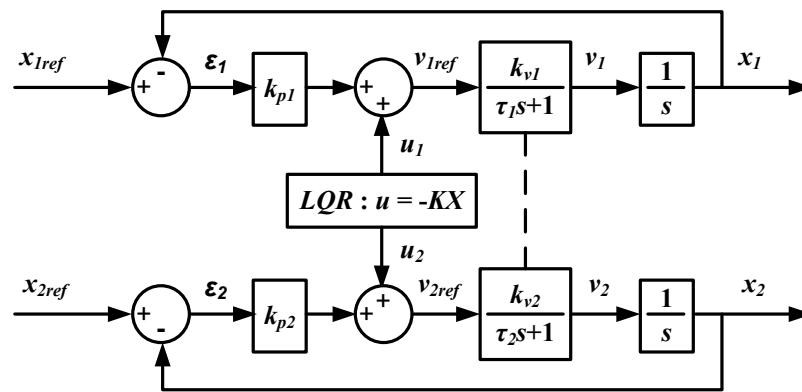 x1ref + - ε1 kp1 + + v1ref kv1 v1 1 x1
τ1s+1 s
u1
LQR : u = -KX
u2
x2ref + - ε2 kp2 + + v2ref kv2 v2 1 x2
τ2s+1 s